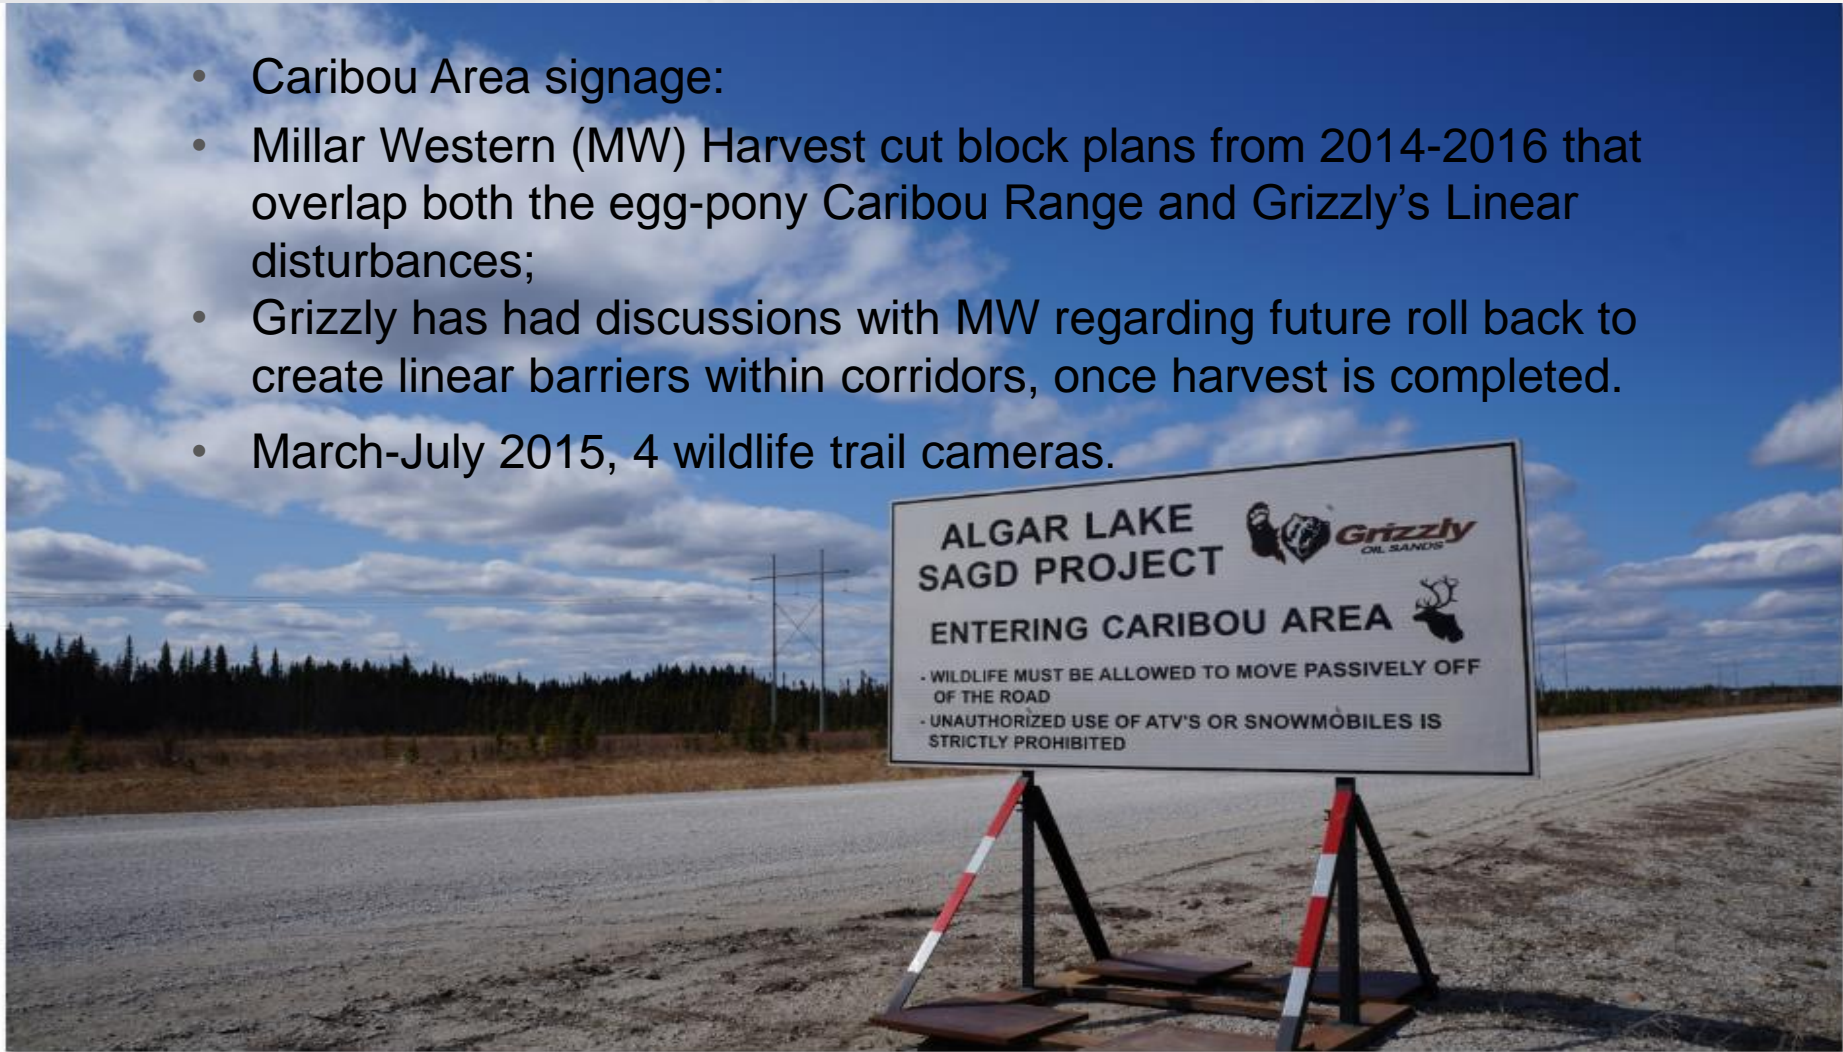 • Caribou Area signage:
• Millar Western (MW) Harvest cut block plans from 2014-2016 that
overlap both the egg-pony Caribou Range and Grizzly’s Linear
disturbances;
• Grizzly has had discussions with MW regarding future roll back to
create linear barriers within corridors, once harvest is completed.
• March-July 2015, 4 wildlife trail cameras.
ALGAR LAKE
SAGD PROJECT
Grizzly
OIL SANDS
ENTERING CARIBOU AREA
- WILDLIFE MUST BE ALLOWED TO MOVE PASSIVELY OFF
OF THE ROAD
- UNAUTHORIZED USE OF ATV'S OR SNOWMOBILES IS
STRICTLY PROHIBITED